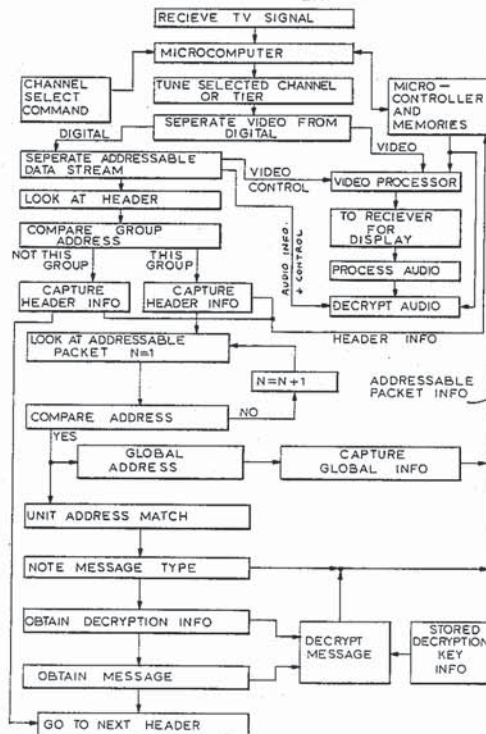 RECIEVE TV SIGNAL
MICROCOMPUTER
CHANNEL
SELECT
COMMAND
TUNE SELECTED CHANNEL
OR TIER
MICRO-
CONTROLLER
AND
MEMORIES
SEPERATE VIDEO FROM
DIGITAL
DIGITAL
VIDEO
SEPERATE ADDRESSABLE
DATA STREAM
VIDEO
CONTROL
VIDEO PROCESSOR
LOOK AT HEADER
COMPARE GROUP
ADDRESS
TO RECIEVER
FOR
DISPLAY
NOT THIS
GROUP
THIS
GROUP
AUDIO INFO.
+ CONTROL
PROCESS AUDIO
CAPTURE
HEADER INFO
CAPTURE
HEADER INFO
DECRYPT AUDIO
HEADER INFO
LOOK AT ADDRESSABLE
PACKET N=1
N=N+1
ADDRESSABLE
PACKET INFO
COMPARE ADDRESS
NO
YES
GLOBAL
ADDRESS
CAPTURE
GLOBAL INFO
UNIT ADDRESS MATCH
NOTE MESSAGE TYPE
OBTAIN DECRYPTION INFO
DECRYPT
MESSAGE
STORED
DECRYPTION
KEY
INFO
OBTAIN MESSAGE
GO TO NEXT HEADER